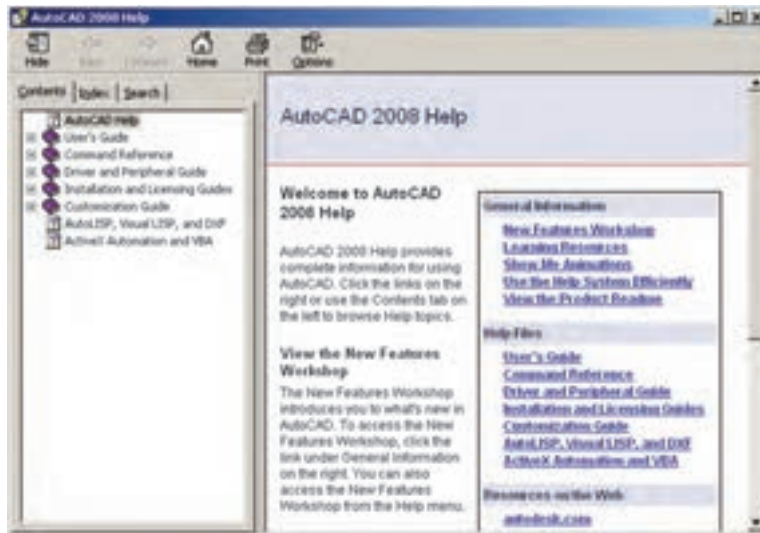 AutoCAD 2008 Help
Hide Back Forward Home Print Options
Contents Index Search
AutoCAD Help
User's Guide
Command Reference
Driver and Peripheral Guide
Installation and Licensing Guides
Customization Guide
AutoLISP, Visual LISP, and DXF
ActiveX Automation and VBA
AutoCAD 2008 Help
Welcome to AutoCAD
2008 Help
AutoCAD 2008 Help provides
complete information for using
AutoCAD. Click the links on the
right or use the Contents tab on
the left to browse Help topics.
View the New Features
Workshop
The New Features Workshop
introduces you to what's new in
AutoCAD. To access the New
Features Workshop, click the
link under General Information
on the right. You can also
access the New Features
Workshop from the Help menu.
General Information
New Features Workshop
Learning Resources
Show Me Animations
Use the Help System Efficiently
View the Product Readme
Help Files
User's Guide
Command Reference
Driver and Peripheral Guide
Installation and Licensing Guides
Customization Guide
AutoLISP, Visual LISP, and DXF
ActiveX Automation and VBA
Resources on the Web
autodesk.com